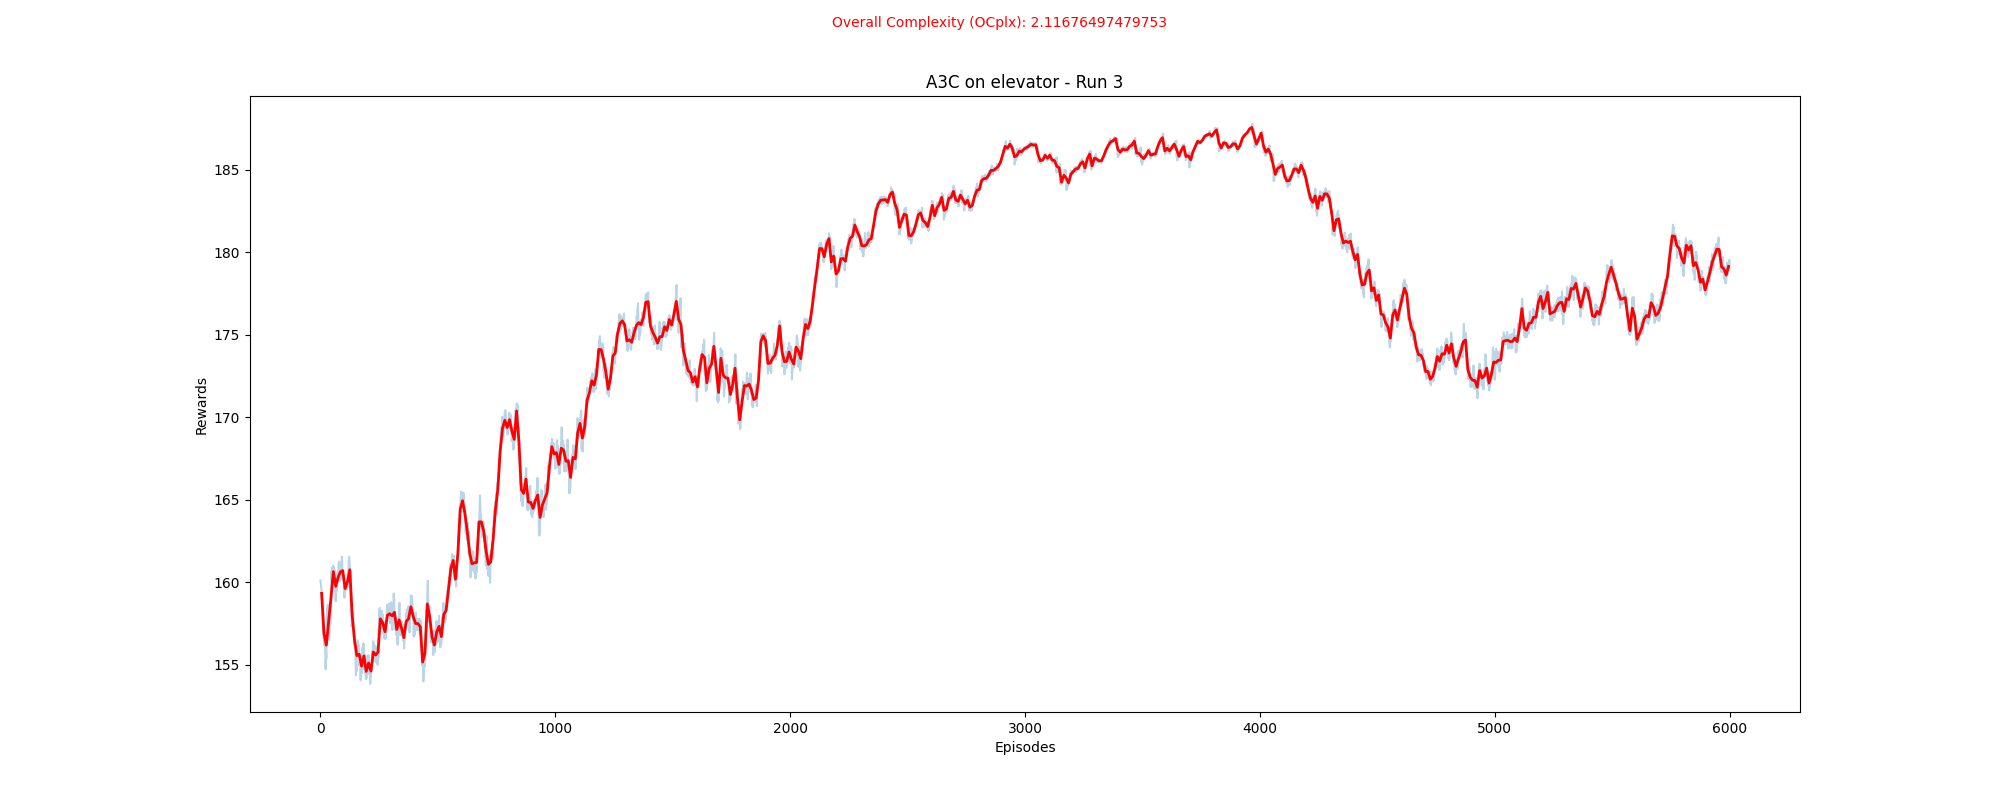 Overall Complexity (OCplx): 2.11676497479753
A3C on elevator - Run 3
Rewards
185
180
175
170
165
160
155
0 1000 2000 3000 4000 5000 6000
Episodes